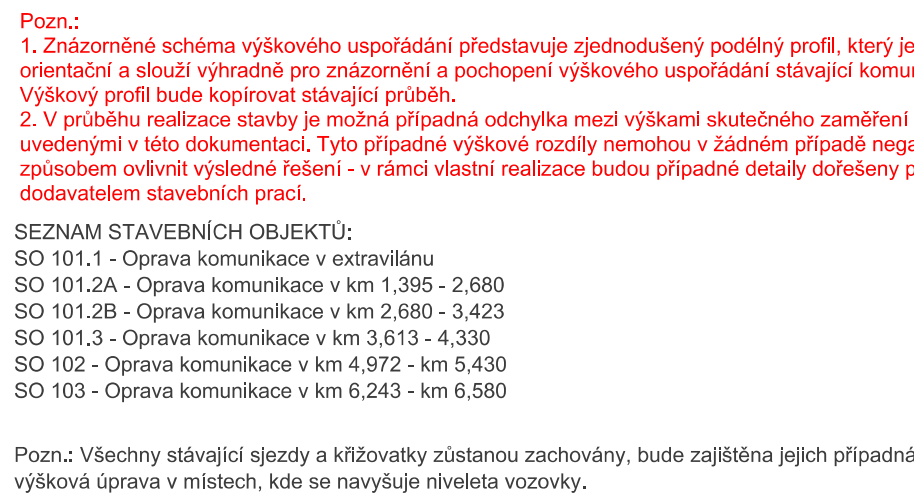 Pozn.:
1. Znázorněné schéma výškového uspořádání představuje zjednodušený podélný profil, který je
orientační a slouží výhradně pro znázornění a pochopení výškového uspořádání stávající komu
Výškový profil bude kopírovat stávající průběh.
2. V průběhu realizace stavby je možná případná odchylka mezi výškami skutečného zaměření
uvedenými v této dokumentaci. Tyto případné výškové rozdíly nemohou v žádném případě nega
způsobem ovlivnit výsledné řešení - v rámci vlastní realizace budou případné detaily dořešeny p
dodavatelem stavebních prací.
SEZNAM STAVEBNÍCH OBJEKTŮ:
SO 101.1 - Oprava komunikace v extravilánu
SO 101.2A - Oprava komunikace v km 1,395 - 2,680
SO 101.2B - Oprava komunikace v km 2,680 - 3,423
SO 101.3 - Oprava komunikace v km 3,613 - 4,330
SO 102 - Oprava komunikace v km 4,972 - km 5,430
SO 103 - Oprava komunikace v km 6,243 - km 6,580
Pozn.: Všechny stávající sjezdy a křižovatky zůstanou zachovány, bude zajištěna jejich případná
výšková úprava v místech, kde se navyšuje niveleta vozovky.